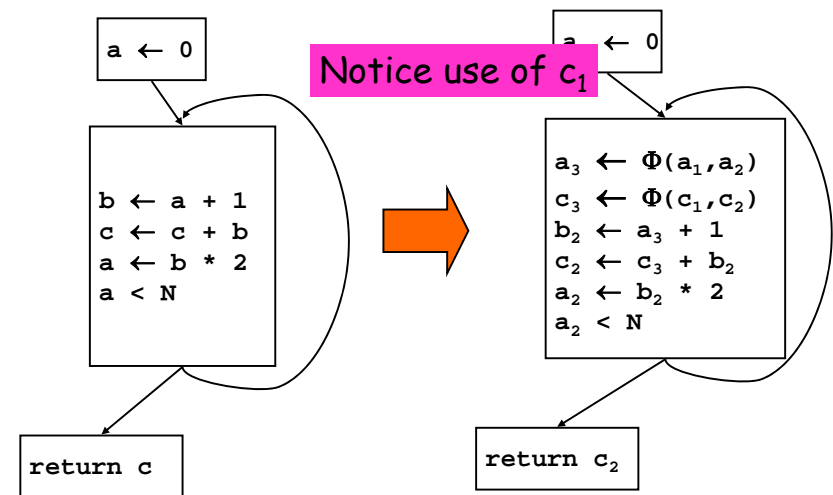 a ← 0
b ← a + 1
c ← c + b
a ← b * 2
a < N
return c
Notice use of c₁
a ← 0
a₃ ← Φ(a₁,a₂)
c₃ ← Φ(c₁,c₂)
b₂ ← a₃ + 1
c₂ ← c₃ + b₂
a₂ ← b₂ * 2
a₂ < N
return c₂